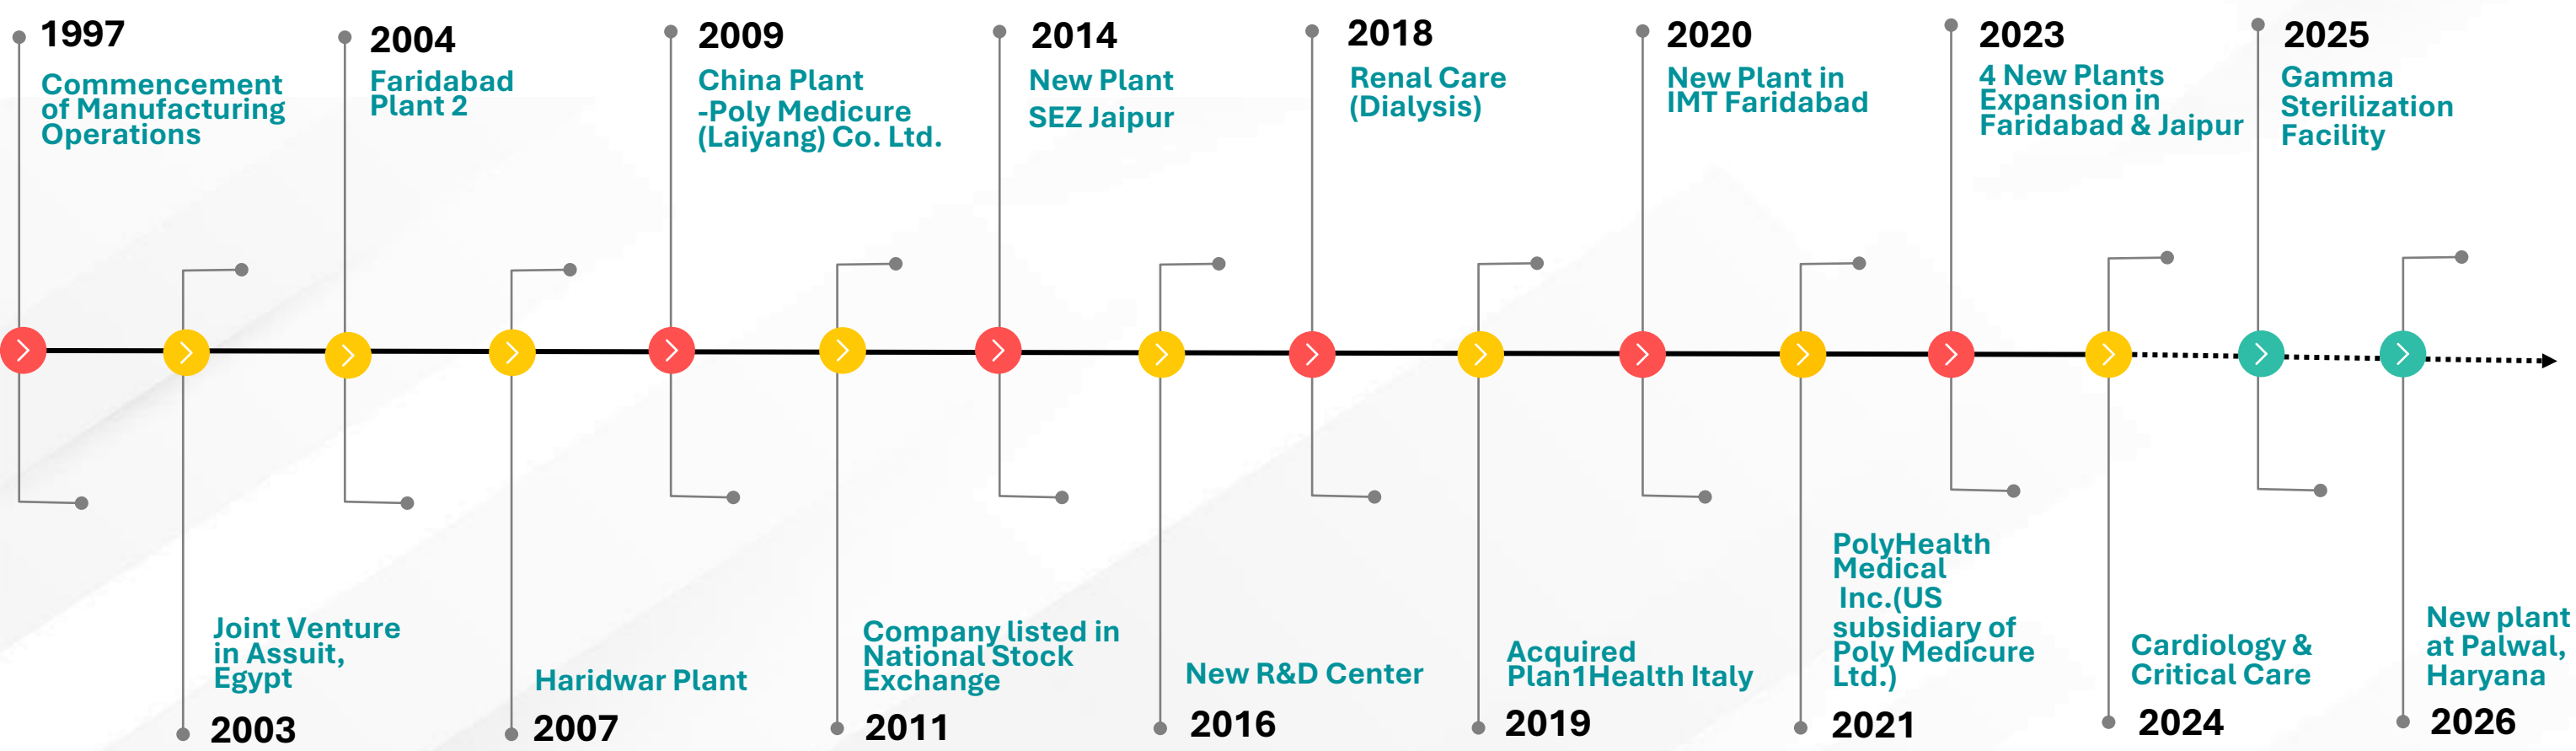 1997
Commencement
of Manufacturing
Operations
2003
Joint Venture
in Assuit,
Egypt
2004
Faridabad
Plant 2
2007
Haridwar Plant
2009
China Plant
-Poly Medicure
(Laiyang) Co. Ltd.
2011
Company listed in
National Stock
Exchange
2014
New Plant
SEZ Jaipur
2016
New R&D Center
2018
Renal Care
(Dialysis)
2019
Acquired
Plan1Health Italy
2020
New Plant in
IMT Faridabad
2021
PolyHealth
Medical
Inc.(US
subsidiary of
Poly Medicure
Ltd.)
2023
4 New Plants
Expansion in
Faridabad & Jaipur
2024
Cardiology &
Critical Care
2025
Gamma
Sterilization
Facility
2026
New plant
at Palwal,
Haryana